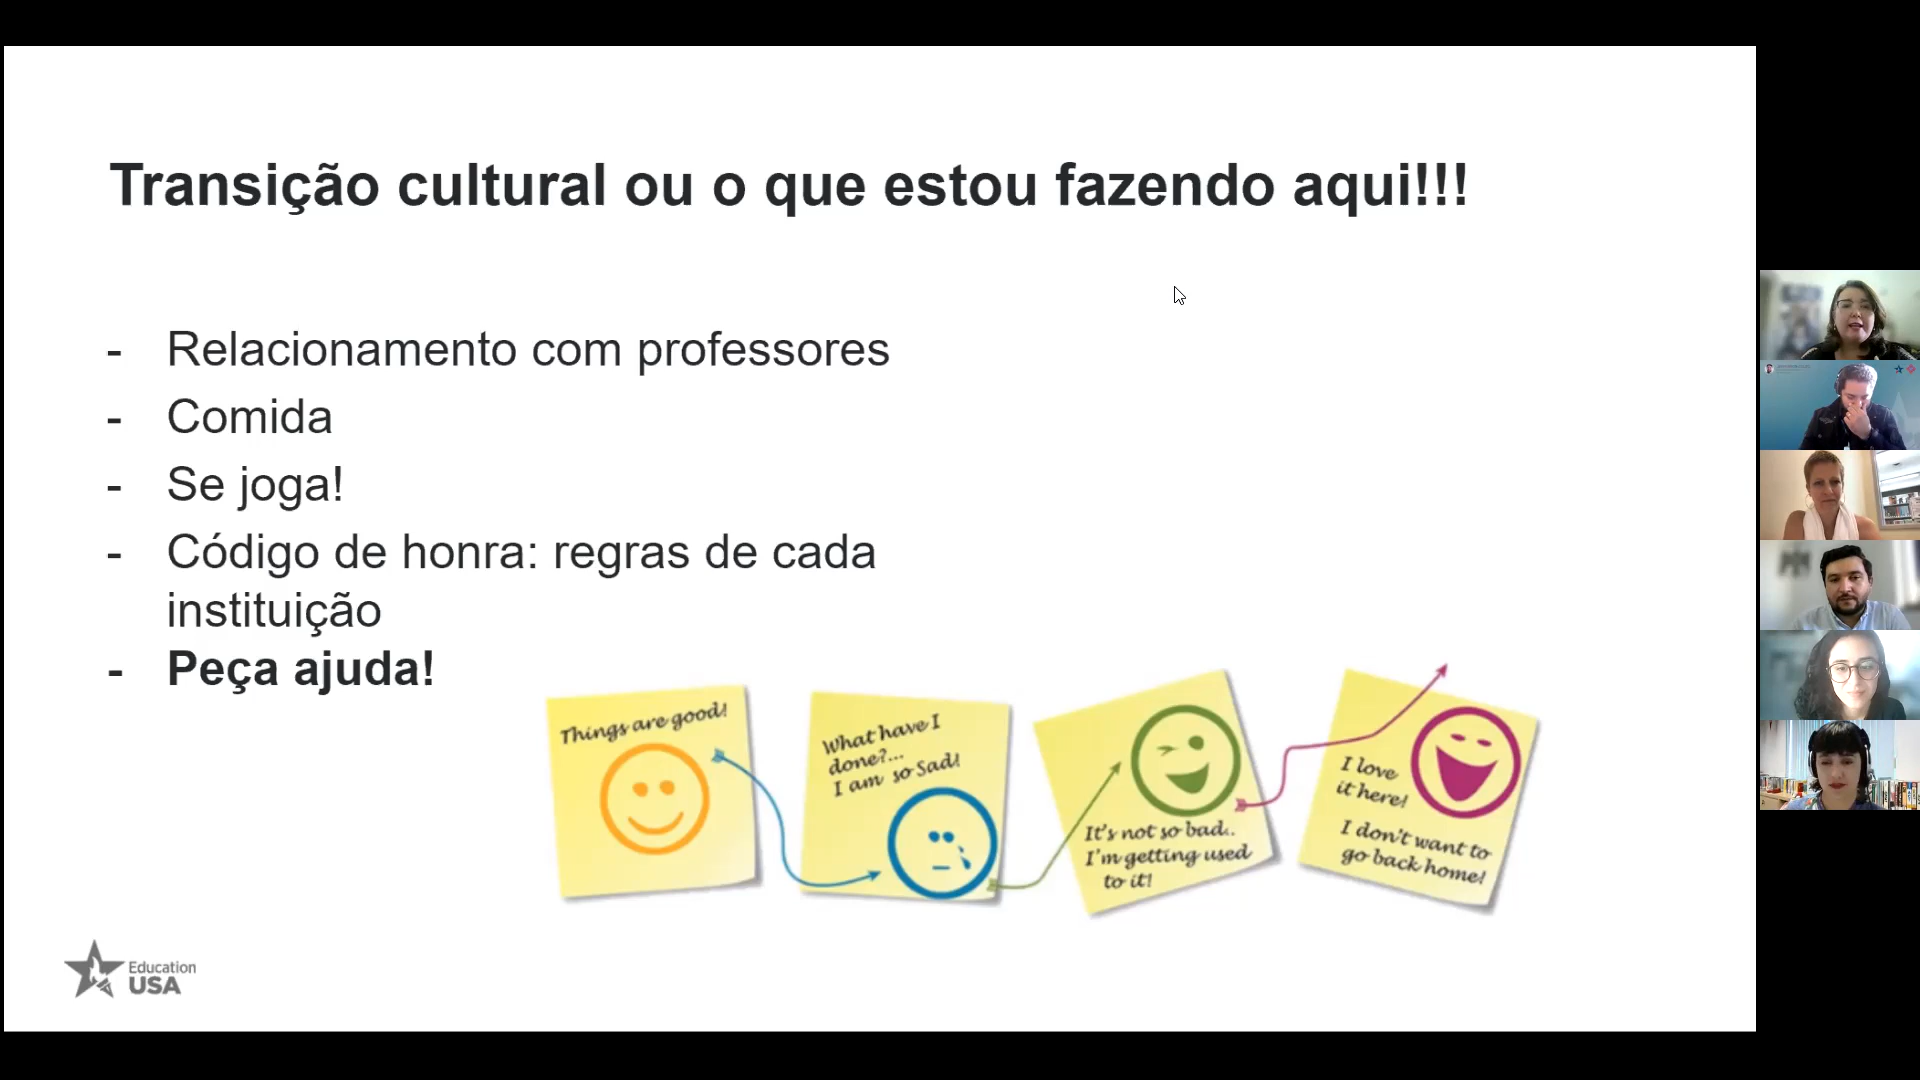 Transição cultural ou o que estou fazendo aqui!!!
- Relacionamento com professores
- Comida
- Se joga!
- Código de honra: regras de cada
instituição
- Peça ajuda!
Things are good!
What have I
done?...
I am so Sad!
It's not so bad..
I'm getting used
to it!
I love
it here!
I don't want to
go back home!
Education
USA